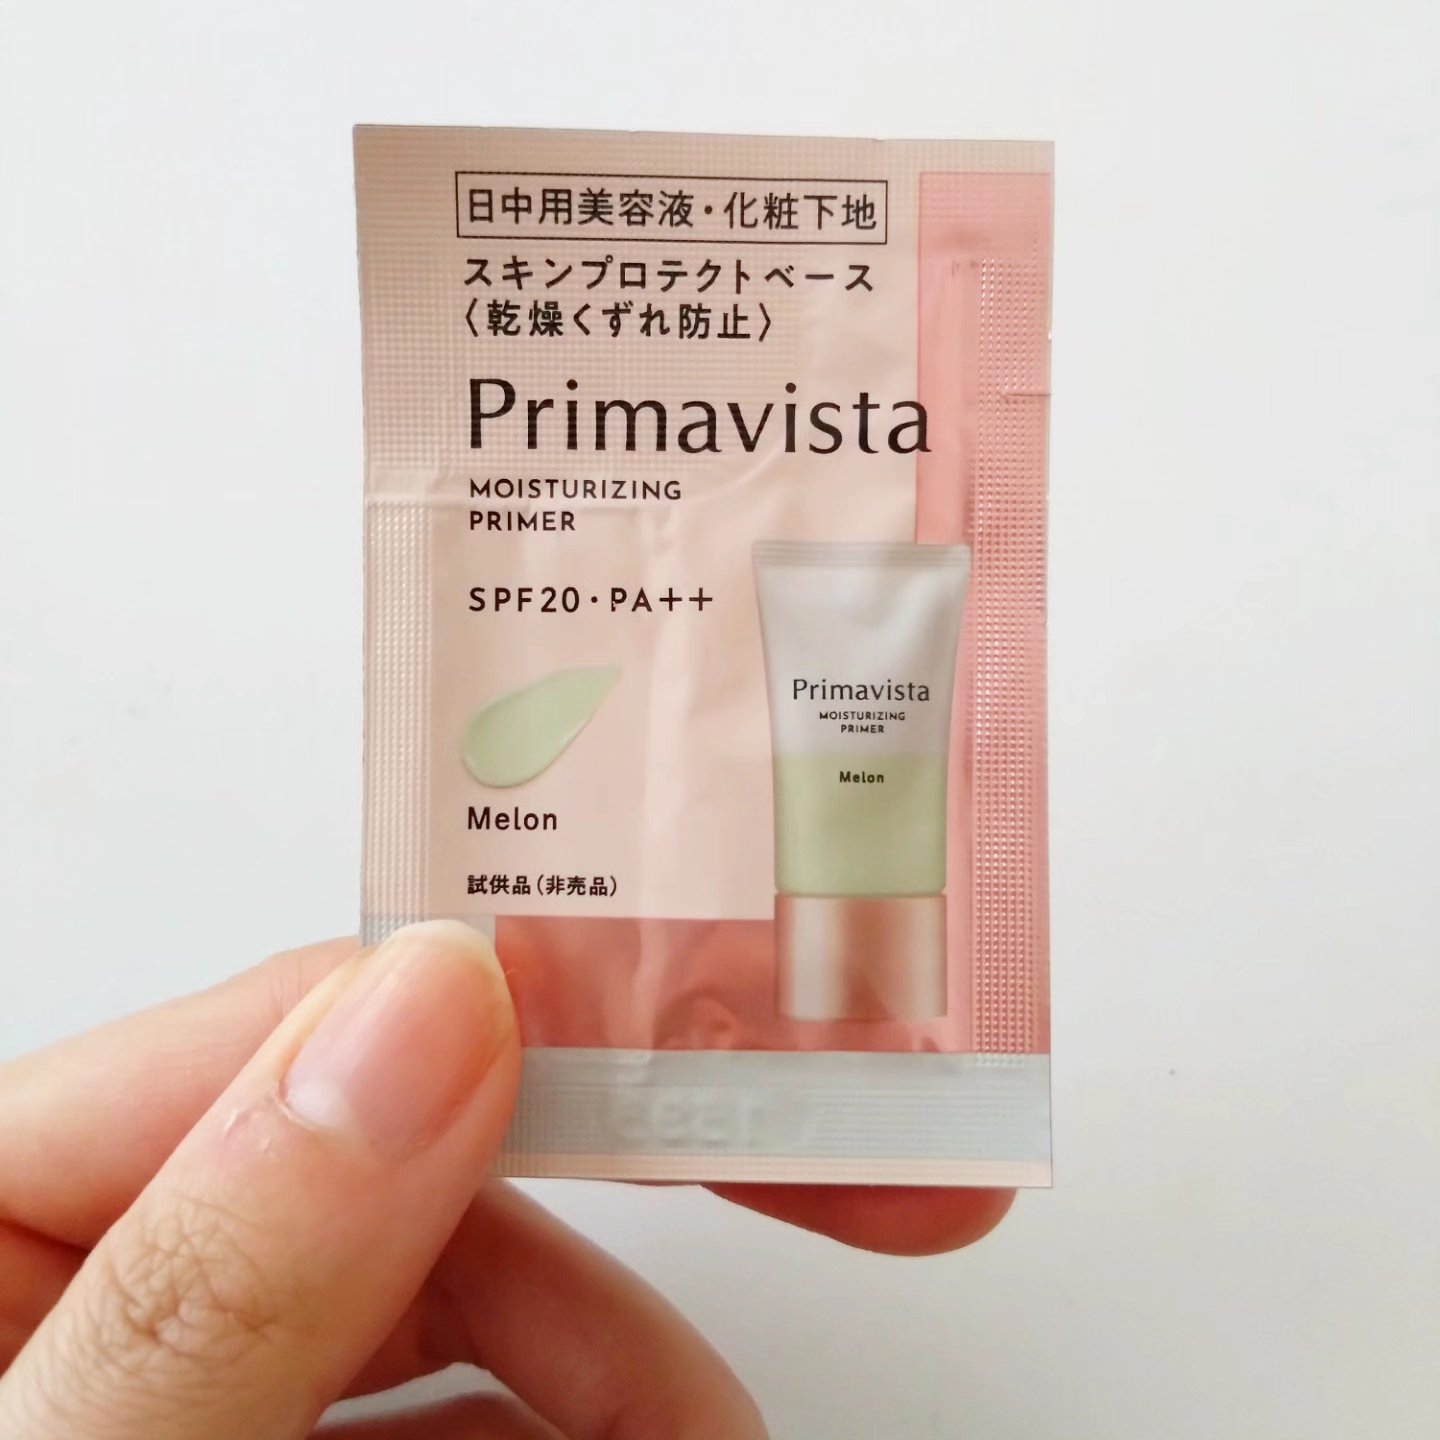 日中用美容液・化粧下地
スキンプロテクトベース
〈乾燥くずれ防止〉
Primavista
MOISTURIZING
PRIMER
SPF20・PA++
Melon
試供品(非売品)
Primavista
MOISTURIZING
PRIMER
Melon